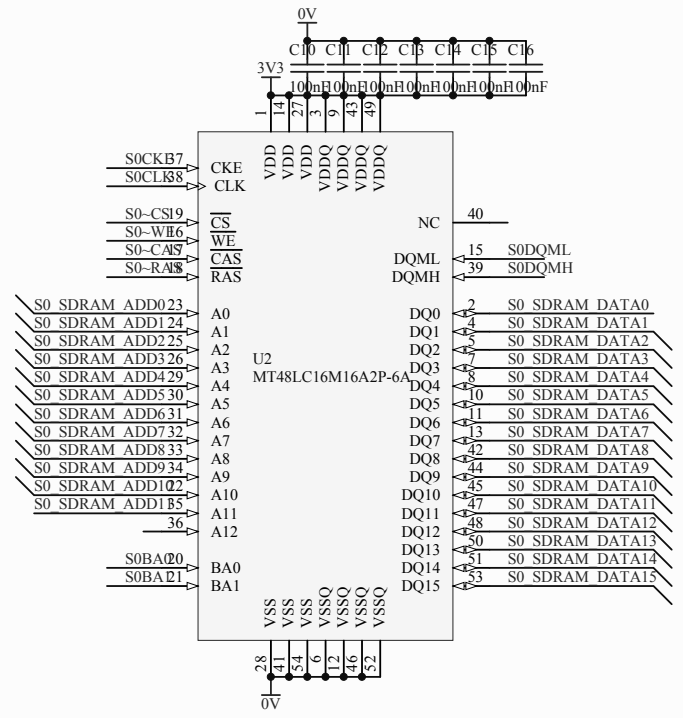 0V
C10 C11 C12 C13 C14 C15 C16
3V3
100nF 100nF 100nF 100nF 100nF 100nF 100nF
1 14 27 3 9 43 49
VDD VDD VDD VDDQ VDDQ VDDQ VDDQ
S0CKE 37 CKE
S0CLK 38 CLK
S0~CS 19 CS NC 40
S0~WE 16 WE
S0~CAS 17 CAS DQML 15 S0DQML
S0~RAS 18 RAS DQMH 39 S0DQMH
S0_SDRAM_ADD0 23 A0 DQ0 2 S0_SDRAM_DATA0
S0_SDRAM_ADD1 24 A1 DQ1 4 S0_SDRAM_DATA1
S0_SDRAM_ADD2 25 A2 DQ2 5 S0_SDRAM_DATA2
S0_SDRAM_ADD3 26 A3 DQ3 7 S0_SDRAM_DATA3
U2
S0_SDRAM_ADD4 29 A4 DQ4 8 S0_SDRAM_DATA4
MT48LC16M16A2P-6A
S0_SDRAM_ADD5 30 A5 DQ5 10 S0_SDRAM_DATA5
S0_SDRAM_ADD6 31 A6 DQ6 11 S0_SDRAM_DATA6
S0_SDRAM_ADD7 32 A7 DQ7 13 S0_SDRAM_DATA7
S0_SDRAM_ADD8 33 A8 DQ8 42 S0_SDRAM_DATA8
S0_SDRAM_ADD9 34 A9 DQ9 44 S0_SDRAM_DATA9
S0_SDRAM_ADD10 22 A10 DQ10 45 S0_SDRAM_DATA10
S0_SDRAM_ADD11 35 A11 DQ11 47 S0_SDRAM_DATA11
36 A12 DQ12 48 S0_SDRAM_DATA12
DQ13 50 S0_SDRAM_DATA13
S0BA0 20 BA0 DQ14 51 S0_SDRAM_DATA14
S0BA1 21 BA1 DQ15 53 S0_SDRAM_DATA15
VSS VSS VSS VSSQ VSSQ VSSQ VSSQ
28 41 54 6 12 46 52
0V